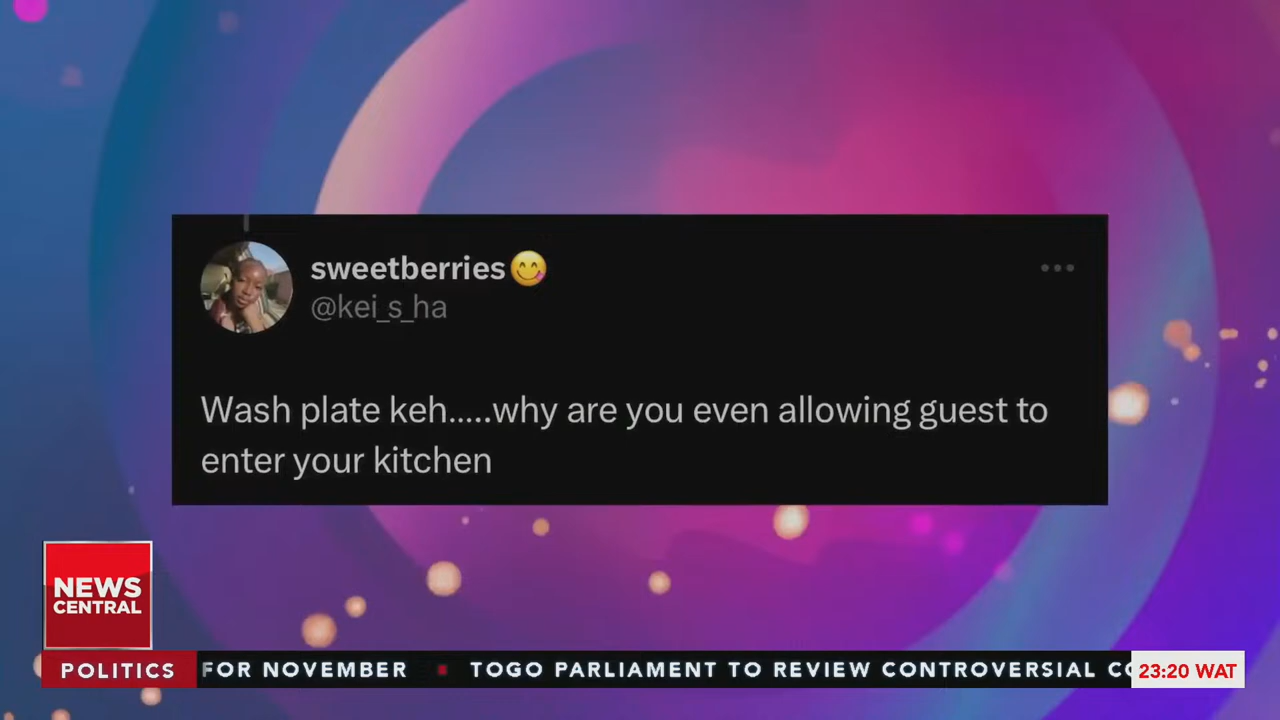 sweetberries😋
@kei_s_ha
Wash plate keh.....why are you even allowing guest to
enter your kitchen
NEWS
CENTRAL
POLITICS
FOR NOVEMBER ▪ TOGO PARLIAMENT TO REVIEW CONTROVERSIAL
23:20 WAT